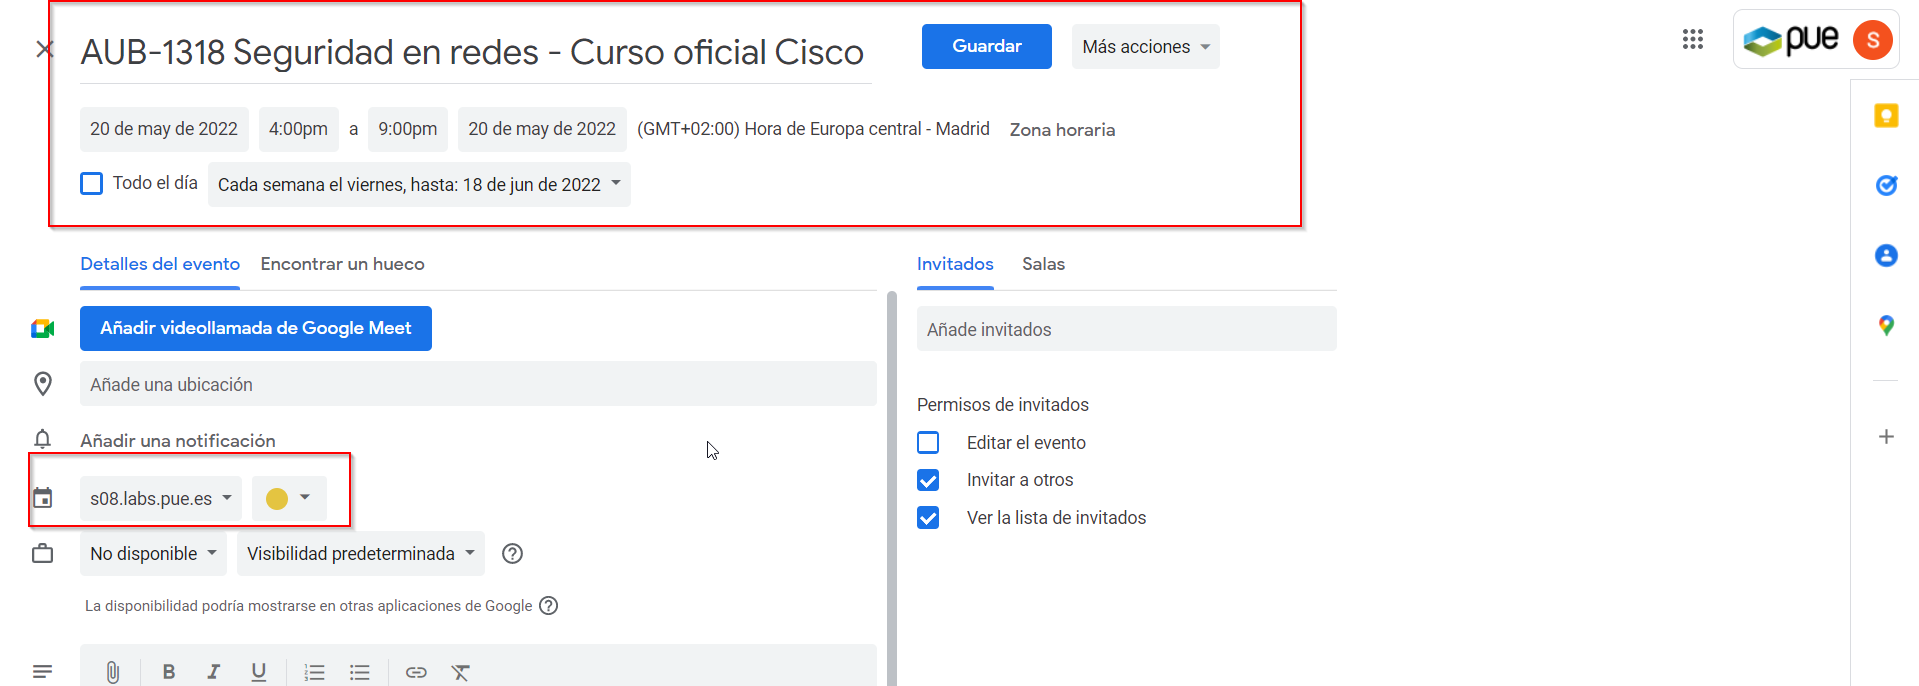 AUB-1318 Seguridad en redes - Curso oficial Cisco
Guardar
Más acciones
pue
S
20 de may de 2022 4:00pm a 9:00pm 20 de may de 2022 (GMT+02:00) Hora de Europa central - Madrid Zona horaria
Todo el día Cada semana el viernes, hasta: 18 de jun de 2022
Detalles del evento Encontrar un hueco
Añadir videollamada de Google Meet
Añade una ubicación
Añadir una notificación
s08.labs.pue.es
No disponible Visibilidad predeterminada ?
La disponibilidad podría mostrarse en otras aplicaciones de Google ?
B I U
Invitados Salas
Añade invitados
Permisos de invitados
Editar el evento
Invitar a otros
Ver la lista de invitados